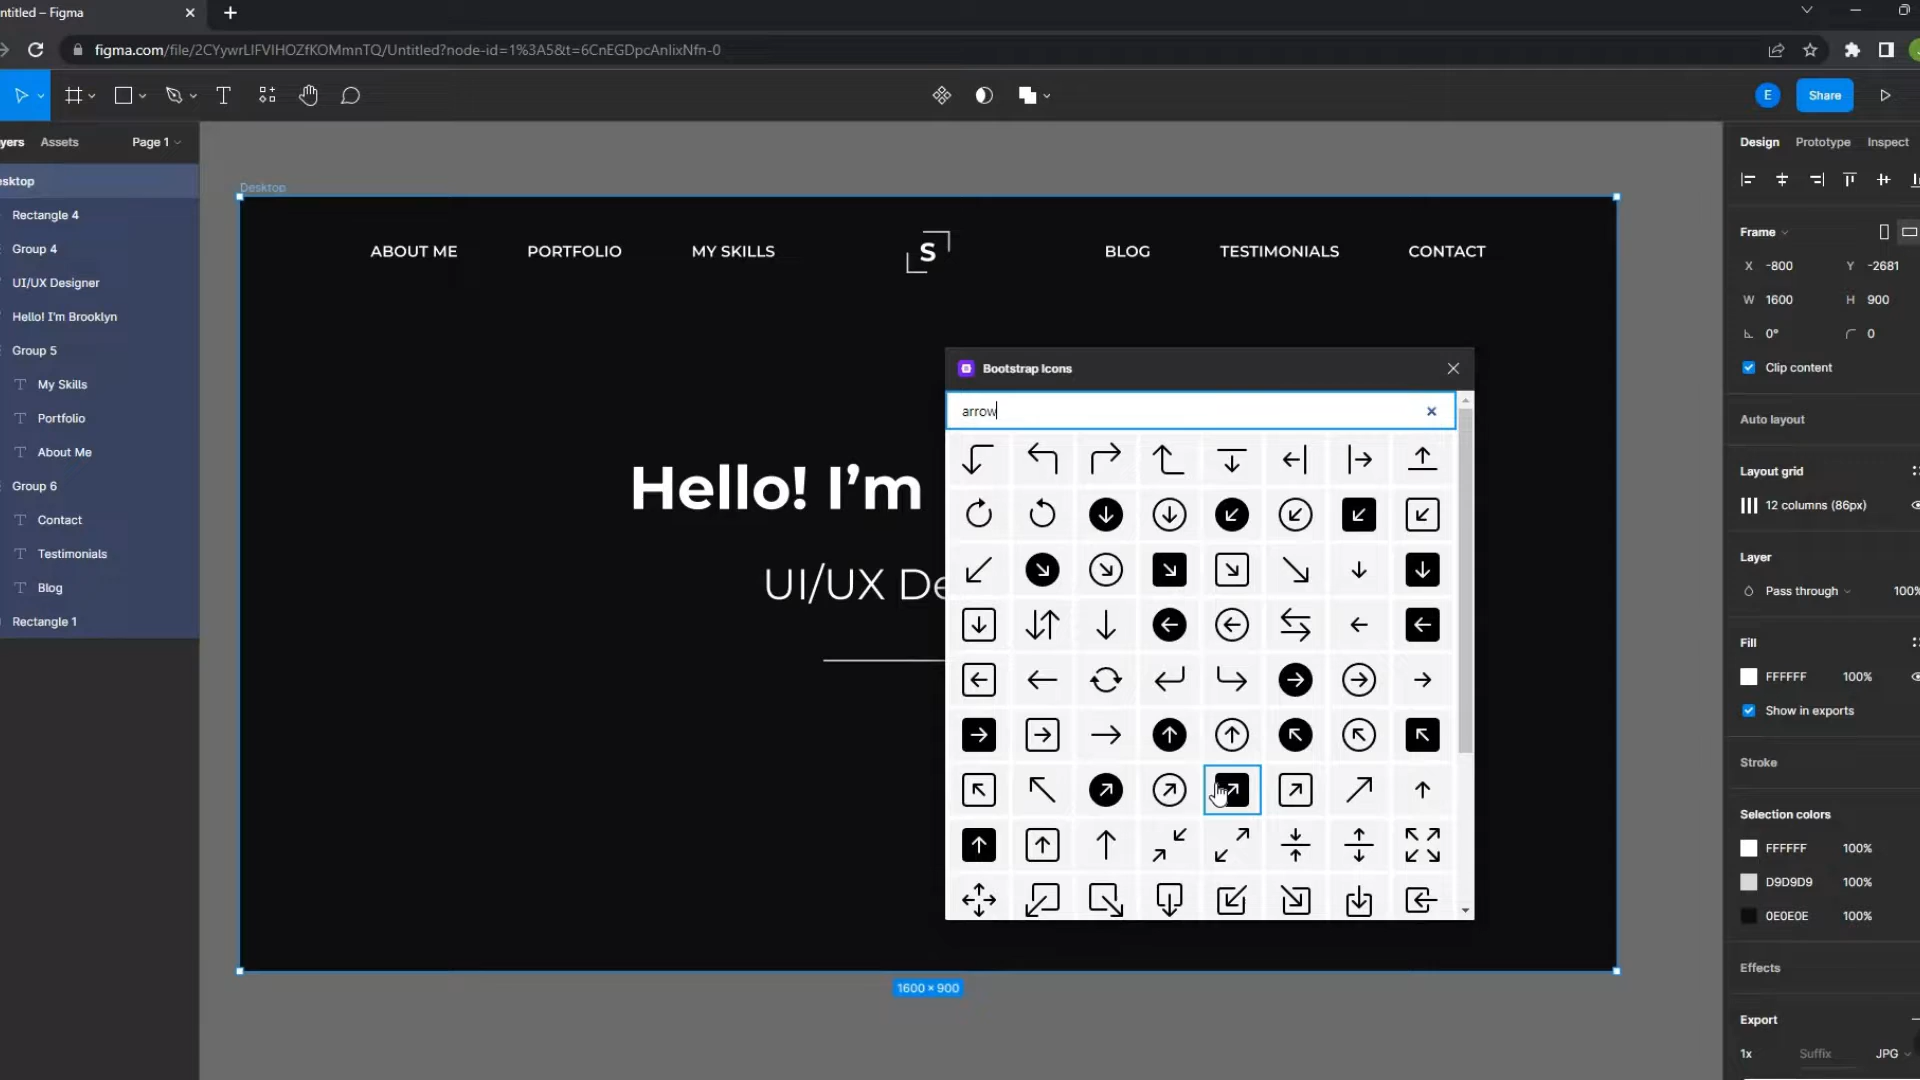 ntitled – Figma
figma.com/file/2CYywrLIFVIHOZfKOMmnTQ/Untitled?node-id=1%3A5&t=6CnEGDpcAnlixNfn-0
E
Share
yers
Assets
Page 1
Design
Prototype
Inspect
esktop
Rectangle 4
Group 4
UI/UX Designer
Hello! I'm Brooklyn
Group 5
My Skills
Portfolio
About Me
Group 6
Contact
Testimonials
Blog
Rectangle 1
Desktop
ABOUT ME
PORTFOLIO
MY SKILLS
S
BLOG
TESTIMONIALS
CONTACT
Hello! I’m
UI/UX De
Bootstrap Icons
arrow
1600 × 900
Frame
X -800
Y -2681
W 1600
H 900
0°
0
Clip content
Auto layout
Layout grid
12 columns (86px)
Layer
Pass through
100%
Fill
FFFFFF 100%
Show in exports
Stroke
Selection colors
FFFFFF 100%
D9D9D9 100%
0E0E0E 100%
Effects
Export
1x
Suffix
JPG